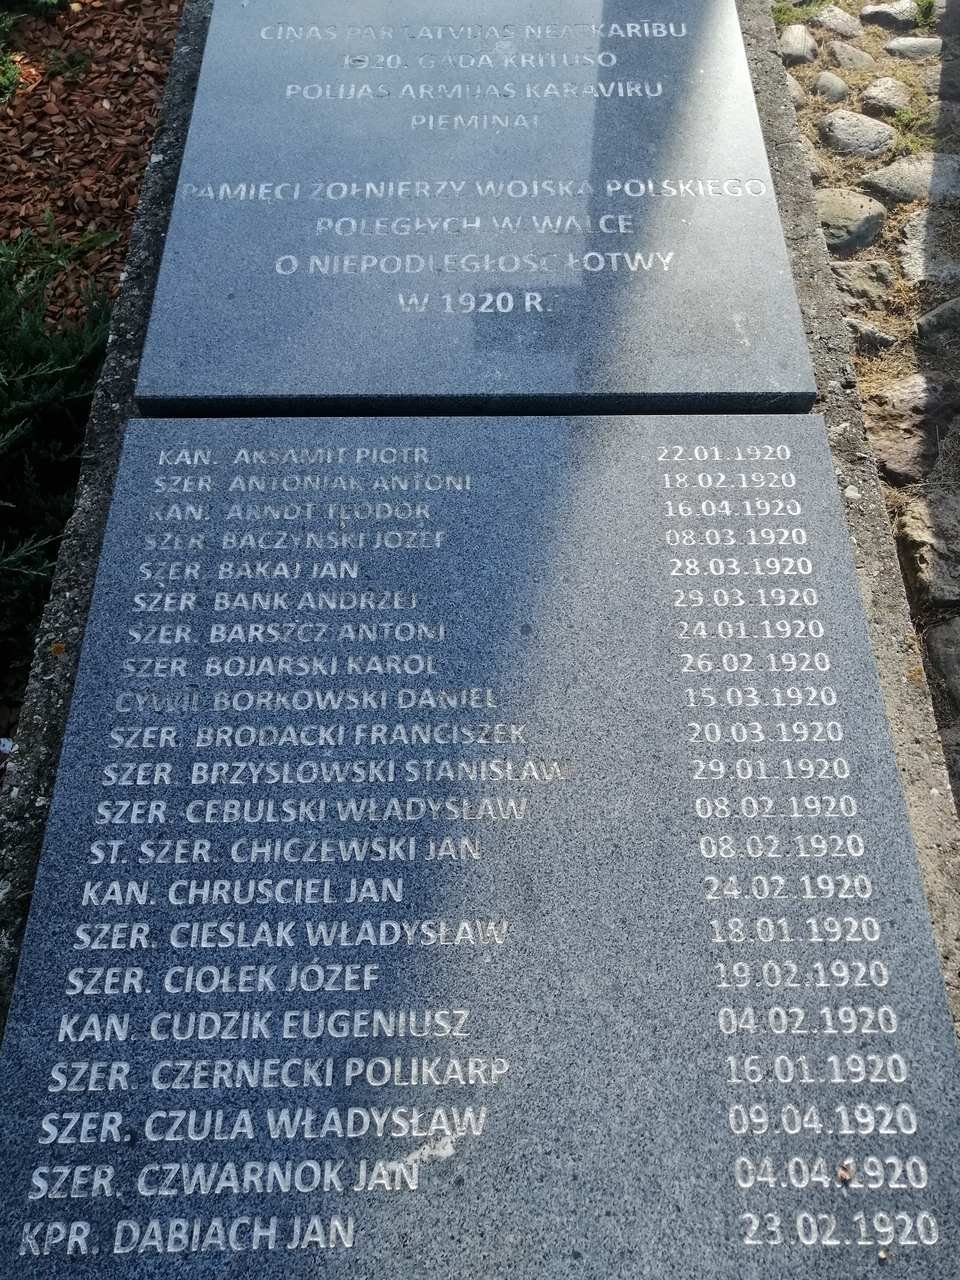 CĪŅAS PAR LATVIJAS NEATKARĪBU
1920. GADĀ KRITUŠO
POLIJAS ARMIJAS KARAVĪRU
PIEMIŅAI
PAMIĘCI ŻOŁNIERZY WOJSKA POLSKIEGO
POLEGŁYCH W WALCE
O NIEPODLEGŁOŚĆ ŁOTWY
W 1920 R.
KAN. AKSAMIT PIOTR 22.01.1920
SZER. ANTONIAK ANTONI 18.02.1920
KAN. ARNDT TEODOR 16.04.1920
SZER. BACZYŃSKI JÓZEF 08.03.1920
SZER. BAKAJ JAN 28.03.1920
SZER. BANK ANDRZEJ 29.03.1920
SZER. BARSZCZ ANTONI 24.01.1920
SZER. BOJARSKI KAROL 26.02.1920
CYWIL BORKOWSKI DANIEL 15.03.1920
SZER. BRODACKI FRANCISZEK 20.03.1920
SZER. BRZYSLOWSKI STANISŁAW 29.01.1920
SZER. CEBULSKI WŁADYSŁAW 08.02.1920
ST. SZER. CHICZEWSKI JAN 08.02.1920
KAN. CHRUŚCIEL JAN 24.02.1920
SZER. CIEŚLAK WŁADYSŁAW 18.01.1920
SZER. CIOŁEK JÓZEF 19.02.1920
KAN. CUDZIK EUGENIUSZ 04.02.1920
SZER. CZERNECKI POLIKARP 16.01.1920
SZER. CZULA WŁADYSŁAW 09.04.1920
SZER. CZWARNOK JAN 04.04.1920
KPR. DABIACH JAN 23.02.1920